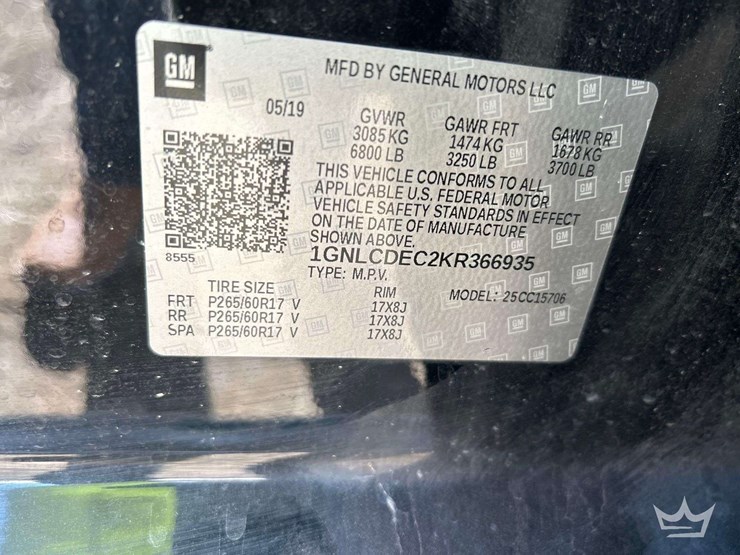 GM
MFD BY GENERAL MOTORS LLC
05/19
GVWR
3085 KG
6800 LB
GAWR FRT
1474 KG
3250 LB
GAWR RR
1678 KG
3700 LB
THIS VEHICLE CONFORMS TO ALL
APPLICABLE U.S. FEDERAL MOTOR
VEHICLE SAFETY STANDARDS IN EFFECT
ON THE DATE OF MANUFACTURE
SHOWN ABOVE.
8555
1GNLCDEC2KR366935
TYPE: M.P.V.
MODEL: 25CC15706
TIRE SIZE RIM
FRT P265/60R17 V 17X8J
RR P265/60R17 V 17X8J
SPA P265/60R17 V 17X8J